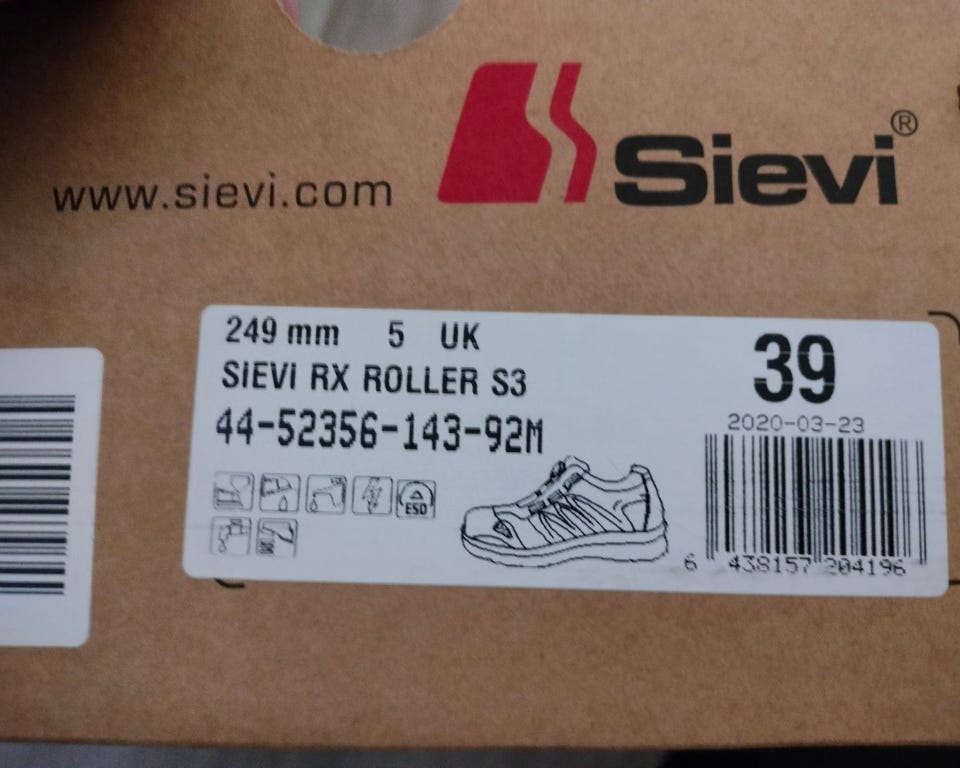 Sievi®
www.sievi.com
249 mm 5 UK
SIEVI RX ROLLER S3
44-52356-143-92M
39
2020-03-23
ESD
6 438157 204196